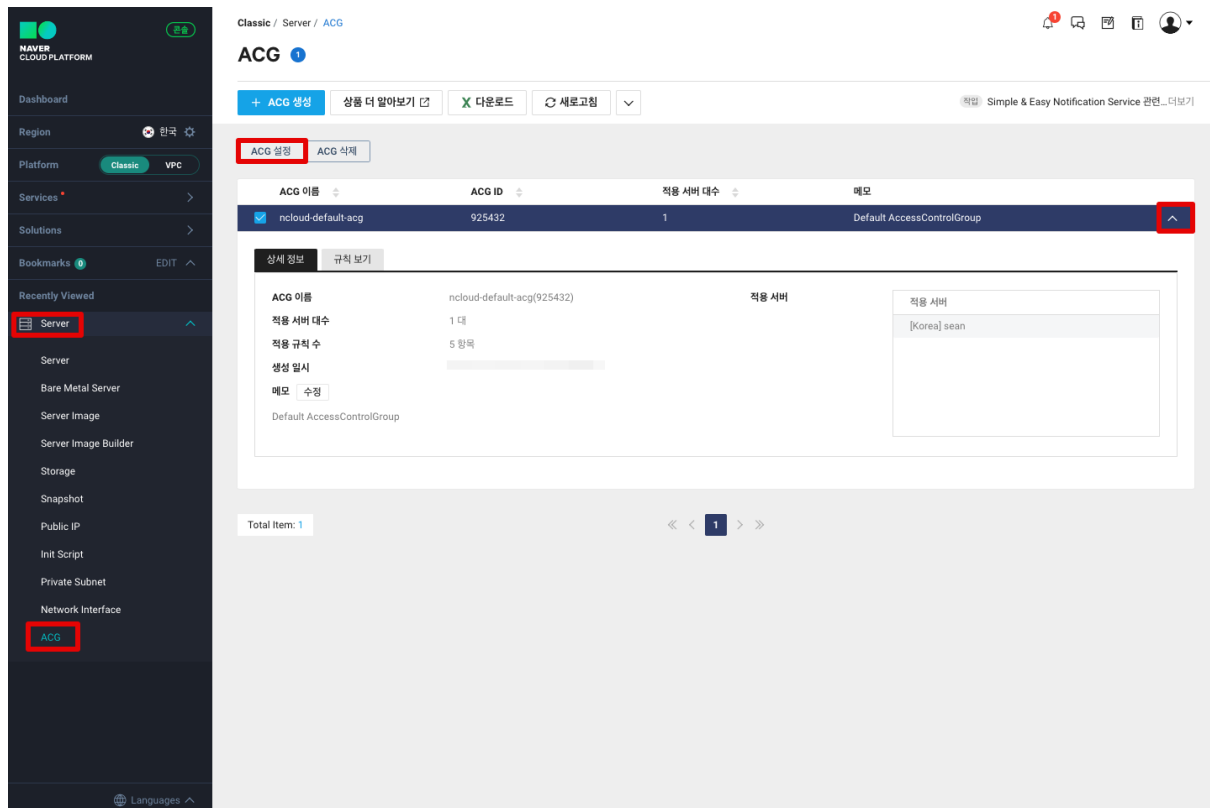 NAVER
CLOUD PLATFORM
콘솔
Dashboard
Region 한국
Platform Classic VPC
Services
Solutions
Bookmarks 0 EDIT
Recently Viewed
Server
Server
Bare Metal Server
Server Image
Server Image Builder
Storage
Snapshot
Public IP
Init Script
Private Subnet
Network Interface
ACG
Languages
Classic / Server / ACG
1
ACG 1
+ ACG 생성 상품 더 알아보기 X 다운로드 새로고침
작업 Simple & Easy Notification Service 관련... 더보기
ACG 설정 ACG 삭제
ACG 이름 ACG ID 적용 서버 대수 메모
ncloud-default-acg 925432 1 Default AccessControlGroup
상세 정보 규칙 보기
ACG 이름 ncloud-default-acg(925432) 적용 서버 적용 서버
적용 서버 대수 1 대 [Korea] sean
적용 규칙 수 5 항목
생성 일시
메모 수정
Default AccessControlGroup
Total Item: 1
1